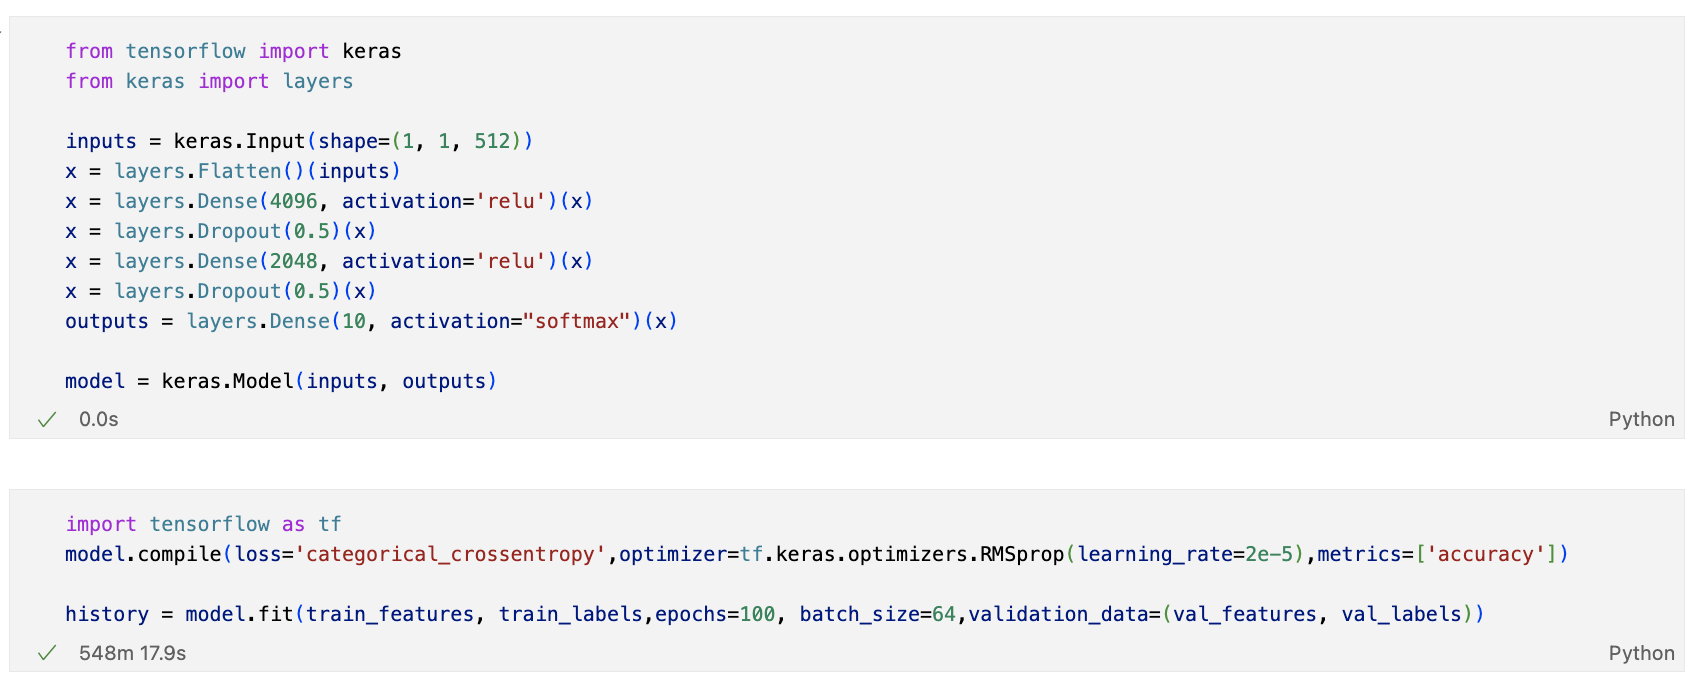 from tensorflow import keras
from keras import layers
inputs = keras.Input(shape=(1, 1, 512))
x = layers.Flatten()(inputs)
x = layers.Dense(4096, activation='relu')(x)
x = layers.Dropout(0.5)(x)
x = layers.Dense(2048, activation='relu')(x)
x = layers.Dropout(0.5)(x)
outputs = layers.Dense(10, activation="softmax")(x)
model = keras.Model(inputs, outputs)
0.0s
Python
import tensorflow as tf
model.compile(loss='categorical_crossentropy',optimizer=tf.keras.optimizers.RMSprop(learning_rate=2e-5),metrics=['accuracy'])
history = model.fit(train_features, train_labels,epochs=100, batch_size=64,validation_data=(val_features, val_labels))
548m 17.9s
Python